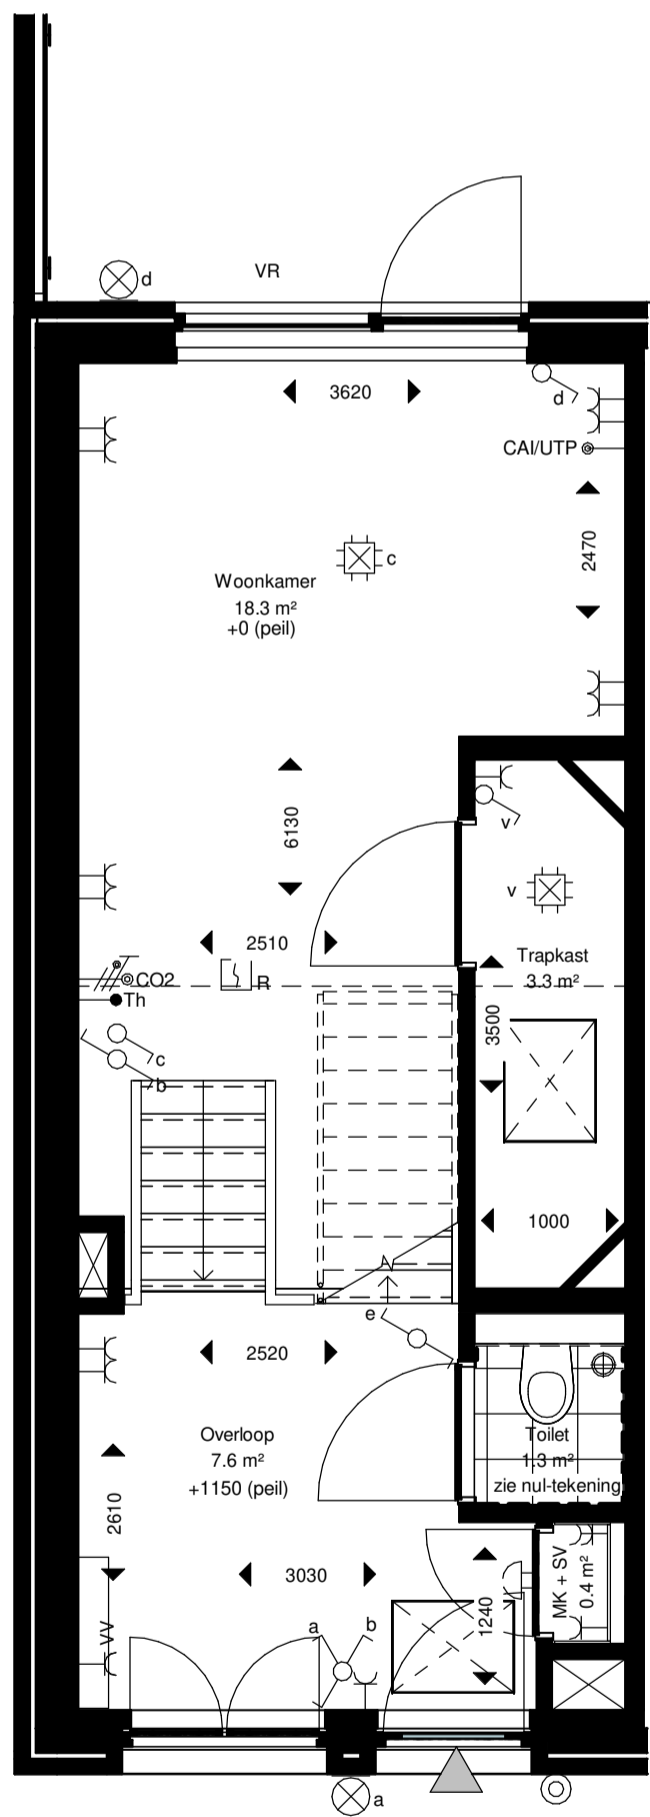 d
VR
3620
d
CAI/UTP
2470
c
Woonkamer
18.3 m²
+0 (peil)
6130
v
v
2510
Trapkast
3.3 m²
R
CO2
Th
3500
c
b
1000
e
2520
Overloop
7.6 m²
+1150 (peil)
Toilet
1.3 m²
zie nul-tekening
2610
3030
MK + SV
0.4 m²
1240
VV
a
b
a